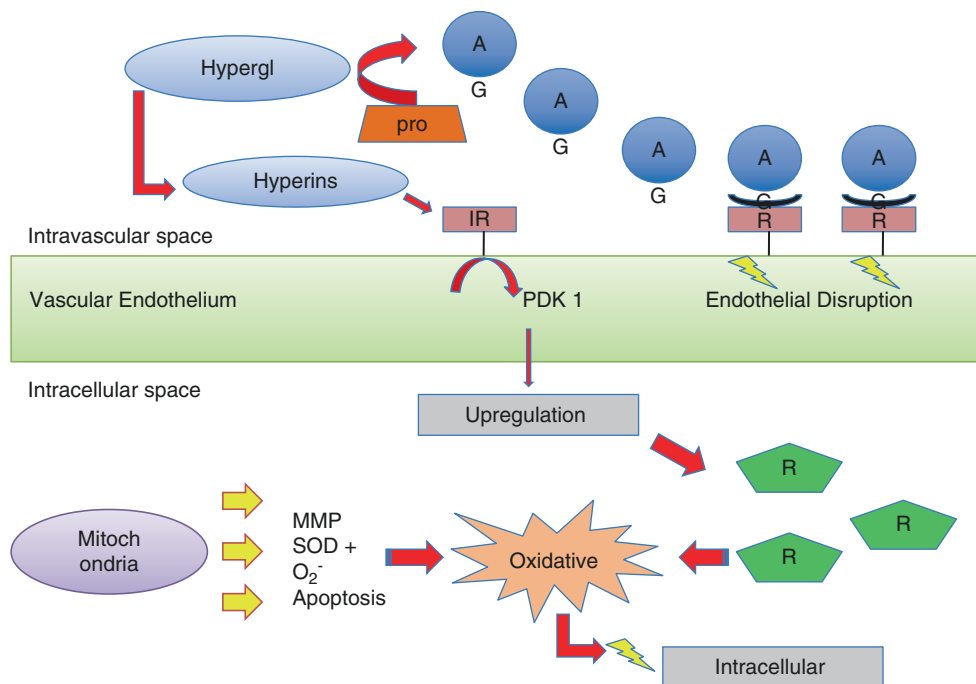 A
Hypergl
G
A
pro
G
A
A
A
G
G
G
Hyperins
IR
R
R
Intravascular space
Vascular Endothelium
PDK 1
Endothelial Disruption
Intracellular space
Upregulation
R
R
R
Mitoch
ondria
MMP
SOD +
O₂⁻
Apoptosis
Oxidative
Intracellular